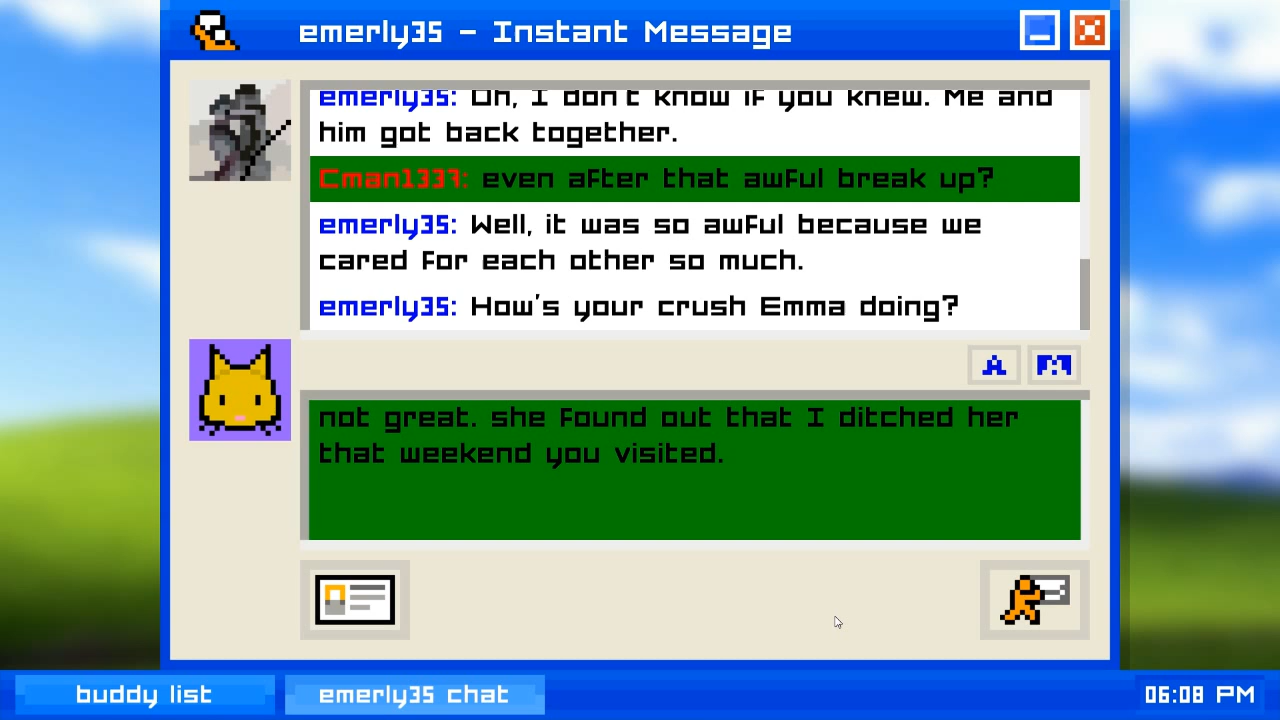 emerly35 - Instant Message
emerly35: Oh, I don't know if you knew. Me and
him got back together.
Cman1337: even after that awful break up?
emerly35: Well, it was so awful because we
cared for each other so much.
emerly35: How's your crush Emma doing?
A
not great. she found out that I ditched her
that weekend you visited.
buddy list
emerly35 chat
06:08 PM